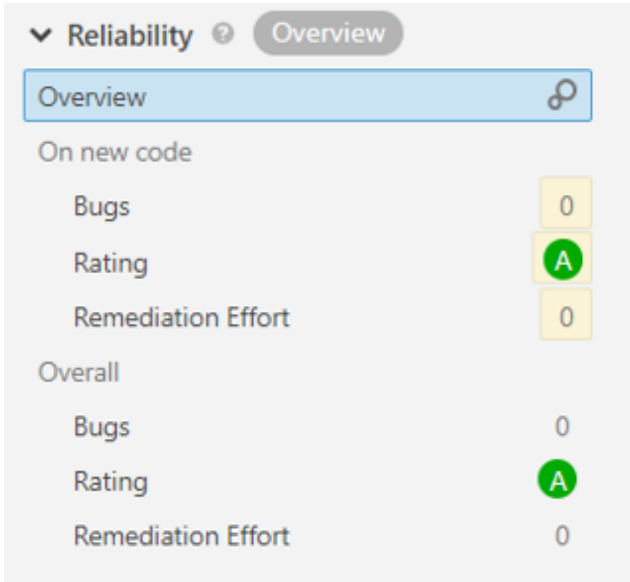 Reliability ? Overview
Overview
On new code
Bugs 0
Rating A
Remediation Effort 0
Overall
Bugs 0
Rating A
Remediation Effort 0